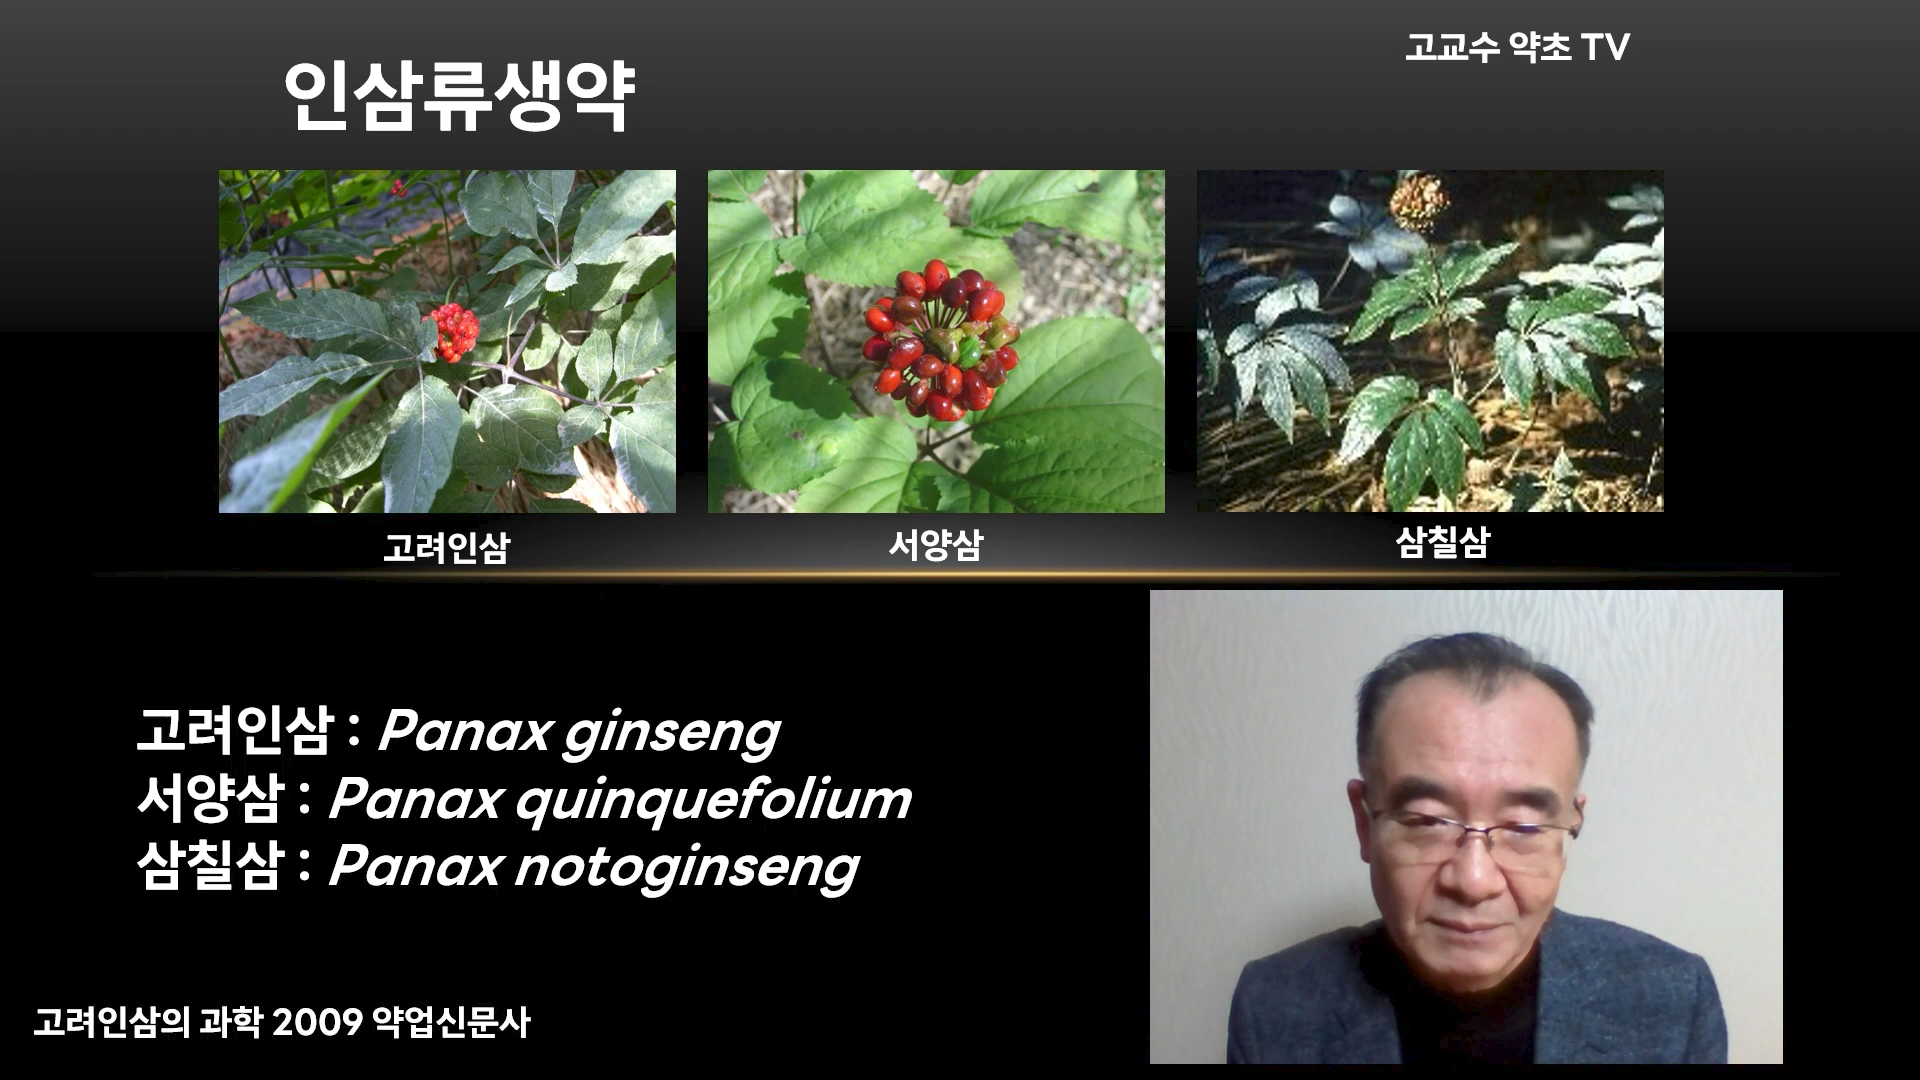 고교수 약초 TV
인삼류생약
고려인삼
서양삼
삼칠삼
고려인삼 : Panax ginseng
서양삼 : Panax quinquefolium
삼칠삼 : Panax notoginseng
고려인삼의 과학 2009 약업신문사